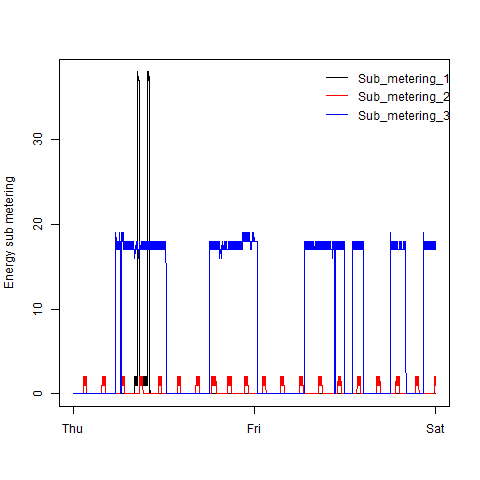 Sub_metering_1
Sub_metering_2
Sub_metering_3
Energy sub metering
30
20
10
0
Thu
Fri
Sat